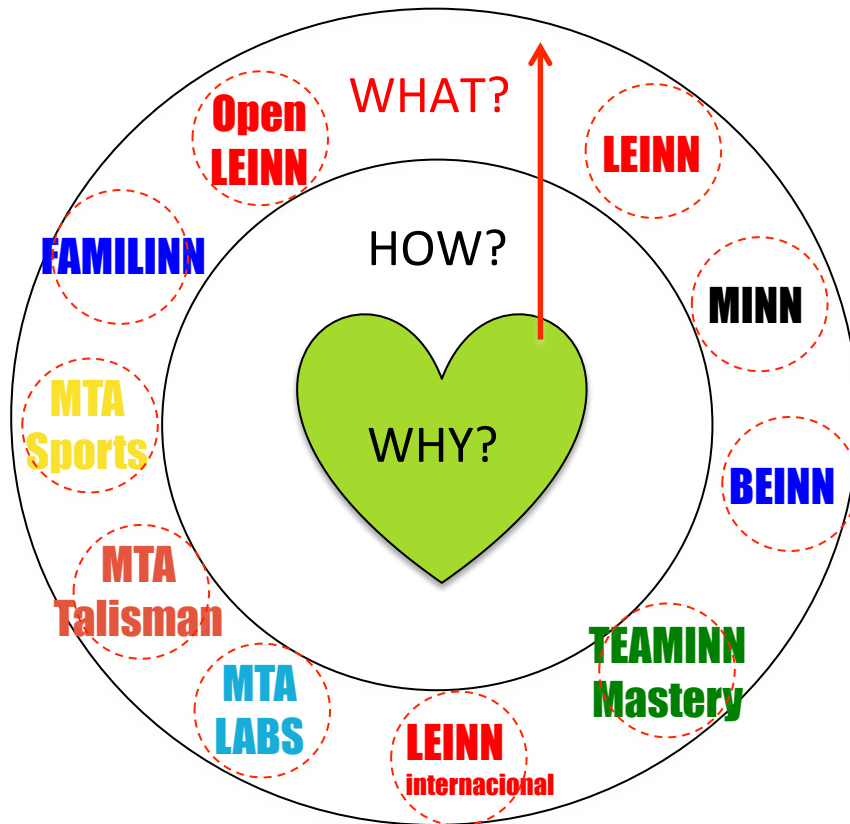 WHAT?
Open
LEINN
LEINN
FAMILINN
HOW?
MINN
MTA
Sports
WHY?
BEINN
MTA
Talisman
TEAMINN
Mastery
MTA
LABS
LEINN
internacional